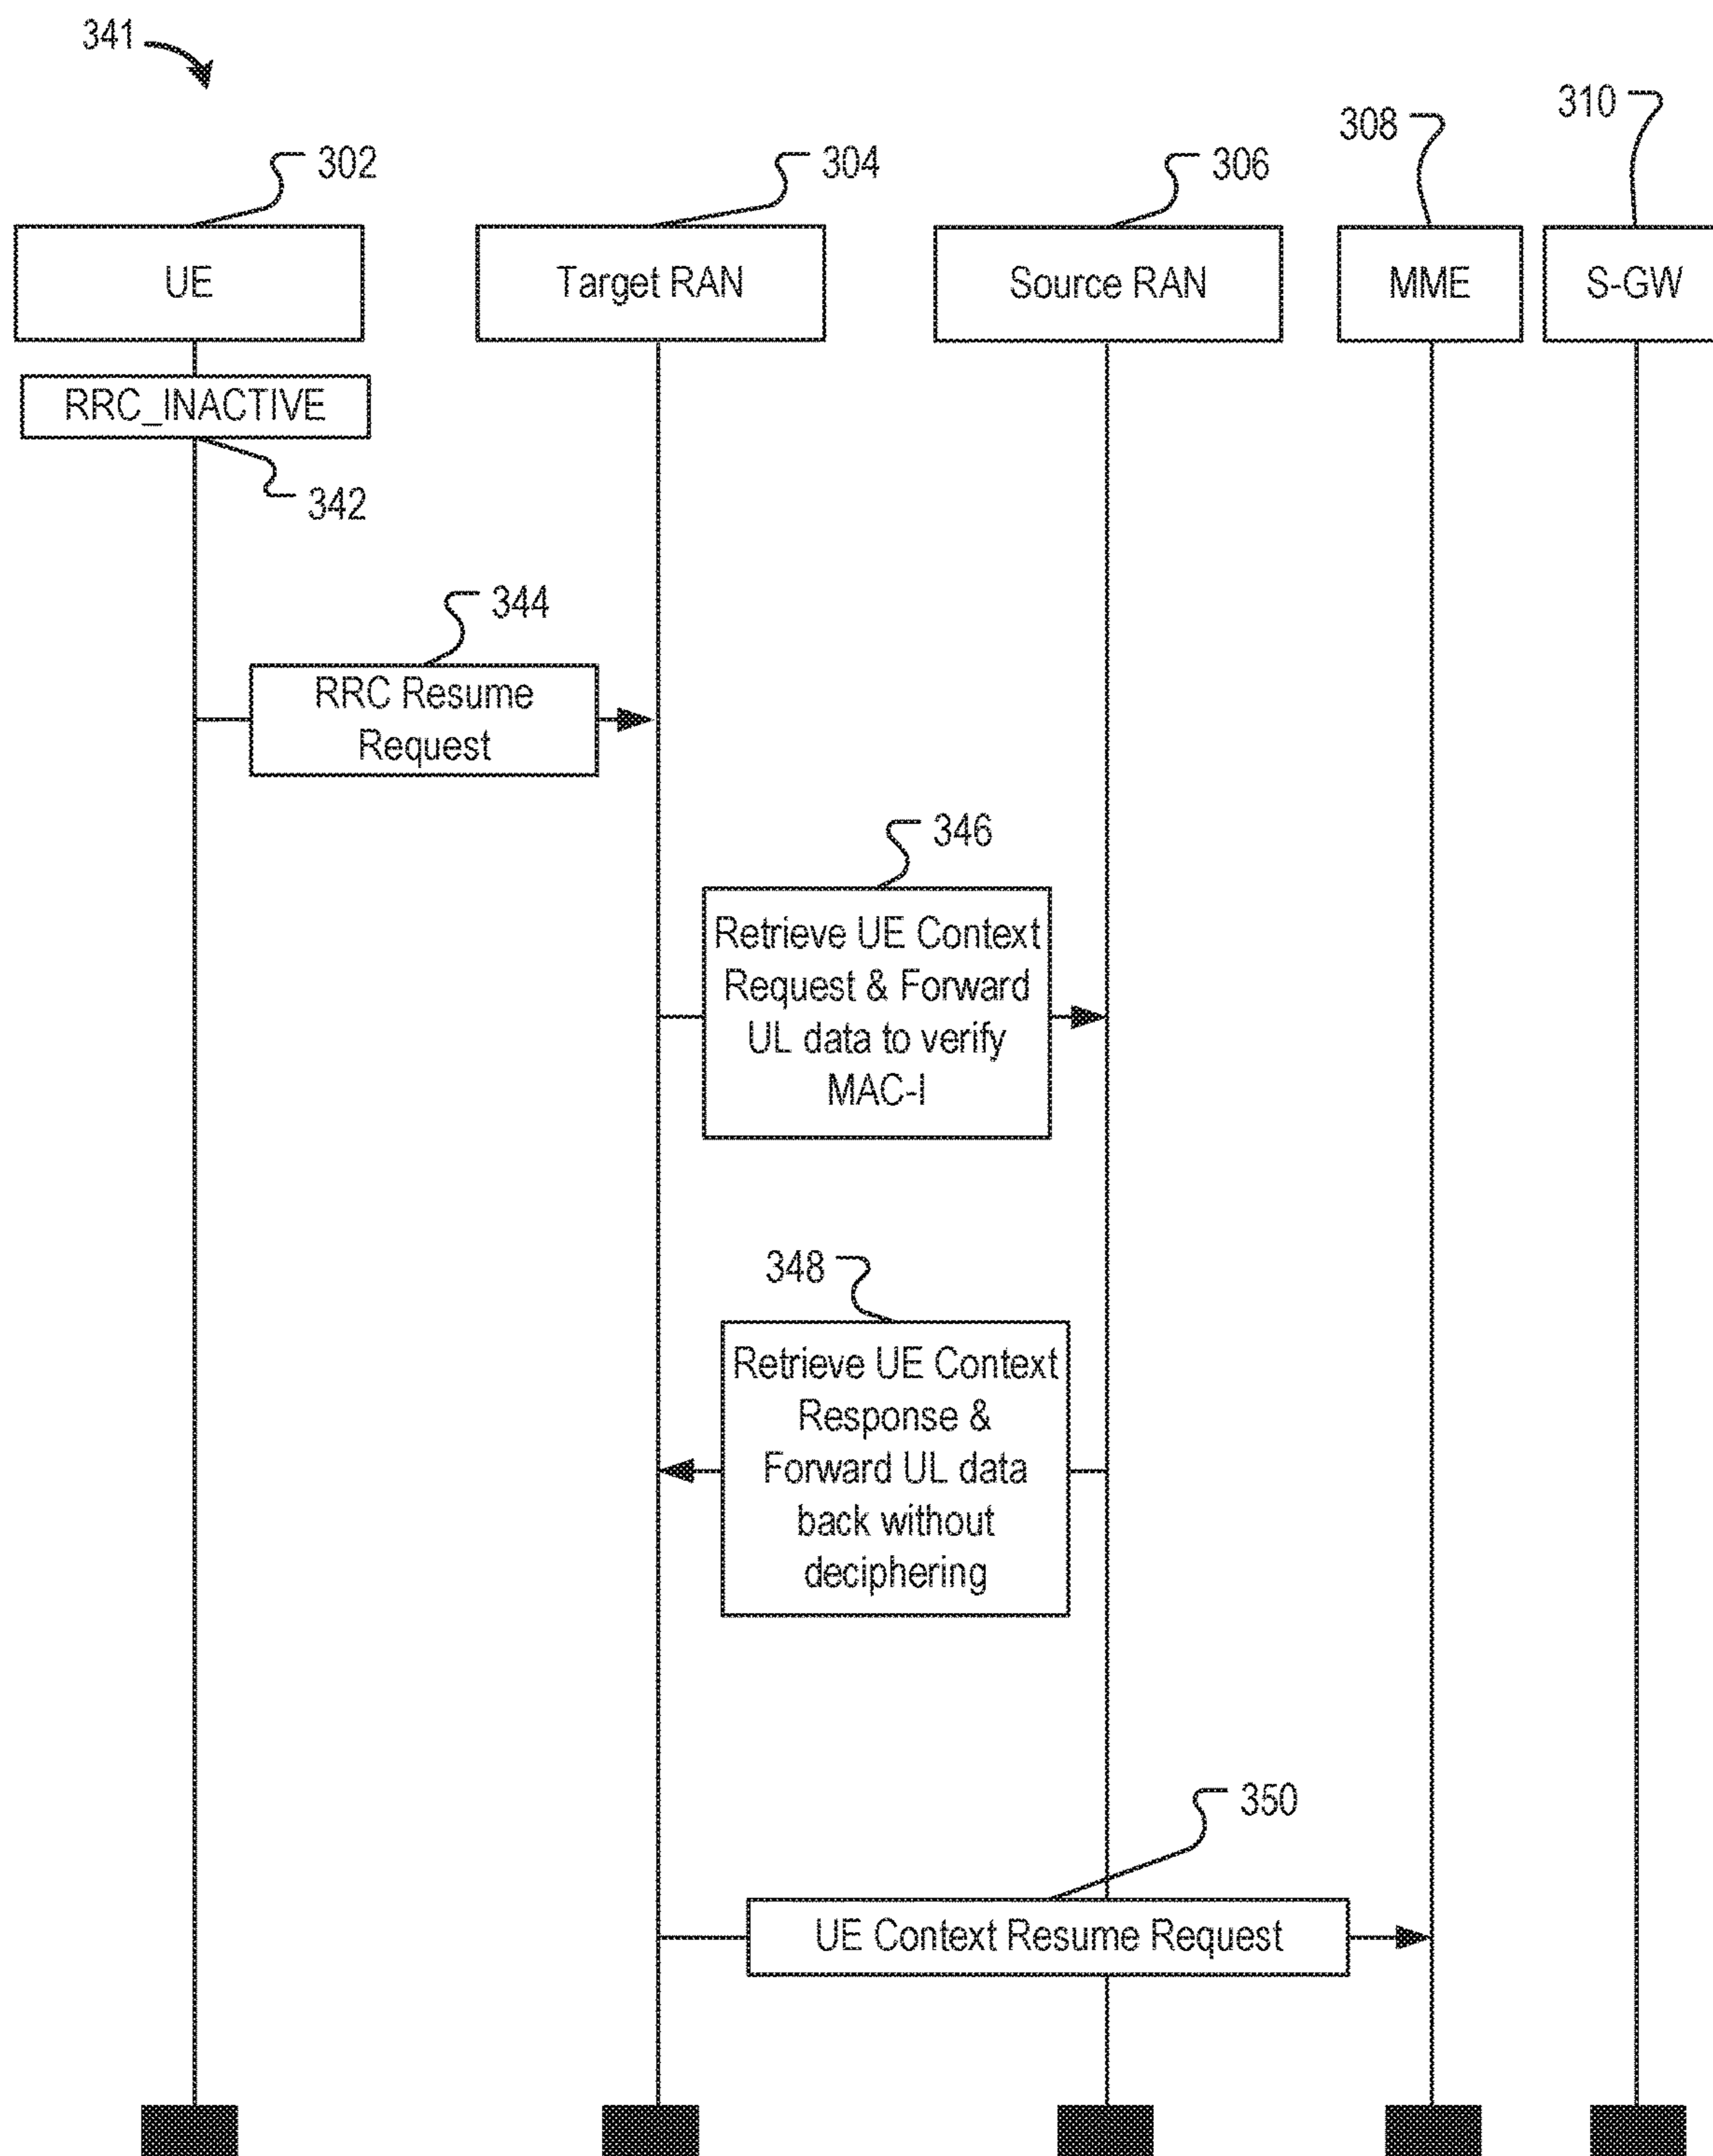 341
310
308
302
304
306
UE
Target RAN
Source RAN
MME
S-GW
RRC_INACTIVE
342
344
RRC Resume
Request
346
Retrieve UE Context
Request & Forward
UL data to verify
MAC-I
348
Retrieve UE Context
Response &
Forward UL data
back without
deciphering
350
UE Context Resume Request